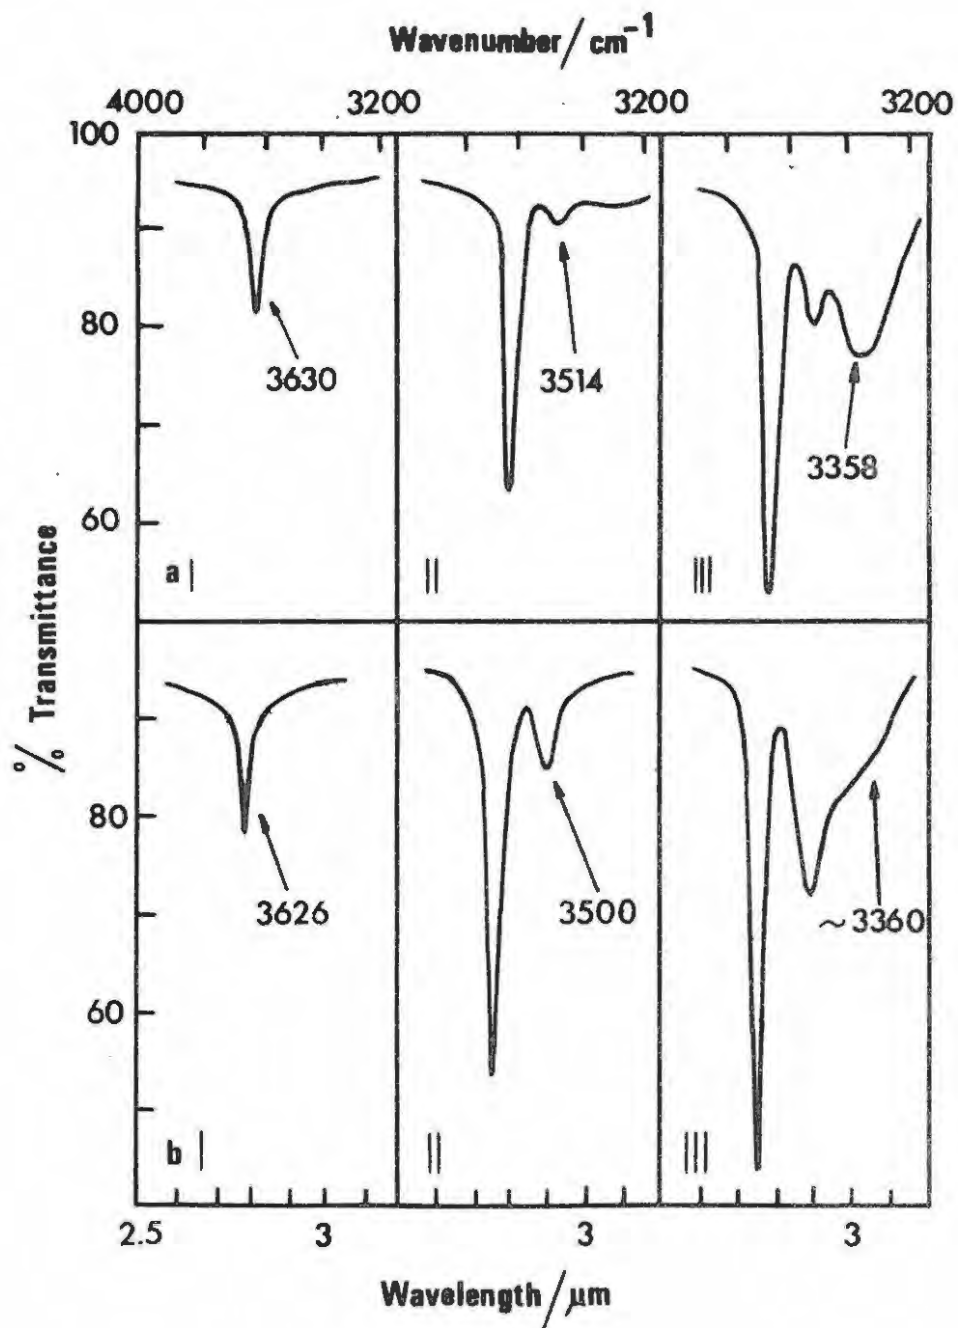 Wavenumber / cm⁻¹
4000 3200 3200 3200
100
80
3630
3514
3358
60
a I II III
% Transmittance
80
3626
3500
~3360
60
b I II III
2.5 3 3 3
Wavelength / μm